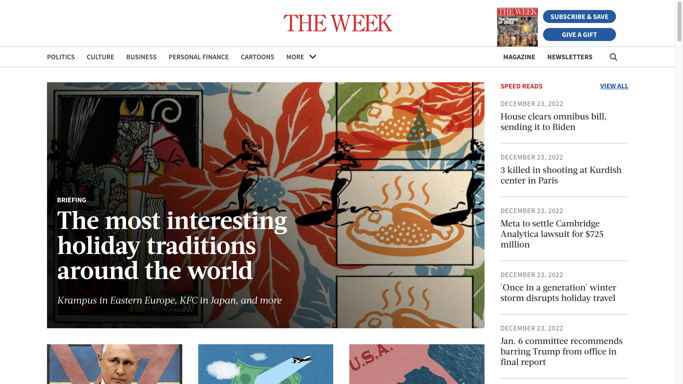 THE WEEK
THE WEEK
SUBSCRIBE & SAVE
GIVE A GIFT
POLITICS
CULTURE
BUSINESS
PERSONAL FINANCE
CARTOONS
MORE
MAGAZINE
NEWSLETTERS
BRIEFING
The most interesting
holiday traditions
around the world
Krampus in Eastern Europe, KFC in Japan, and more
SPEED READS
VIEW ALL
DECEMBER 23, 2022
House clears omnibus bill,
sending it to Biden
DECEMBER 23, 2022
3 killed in shooting at Kurdish
center in Paris
DECEMBER 23, 2022
Meta to settle Cambridge
Analytica lawsuit for $725
million
DECEMBER 23, 2022
'Once in a generation' winter
storm disrupts holiday travel
DECEMBER 23, 2022
Jan. 6 committee recommends
barring Trump from office in
final report
U.S.A.